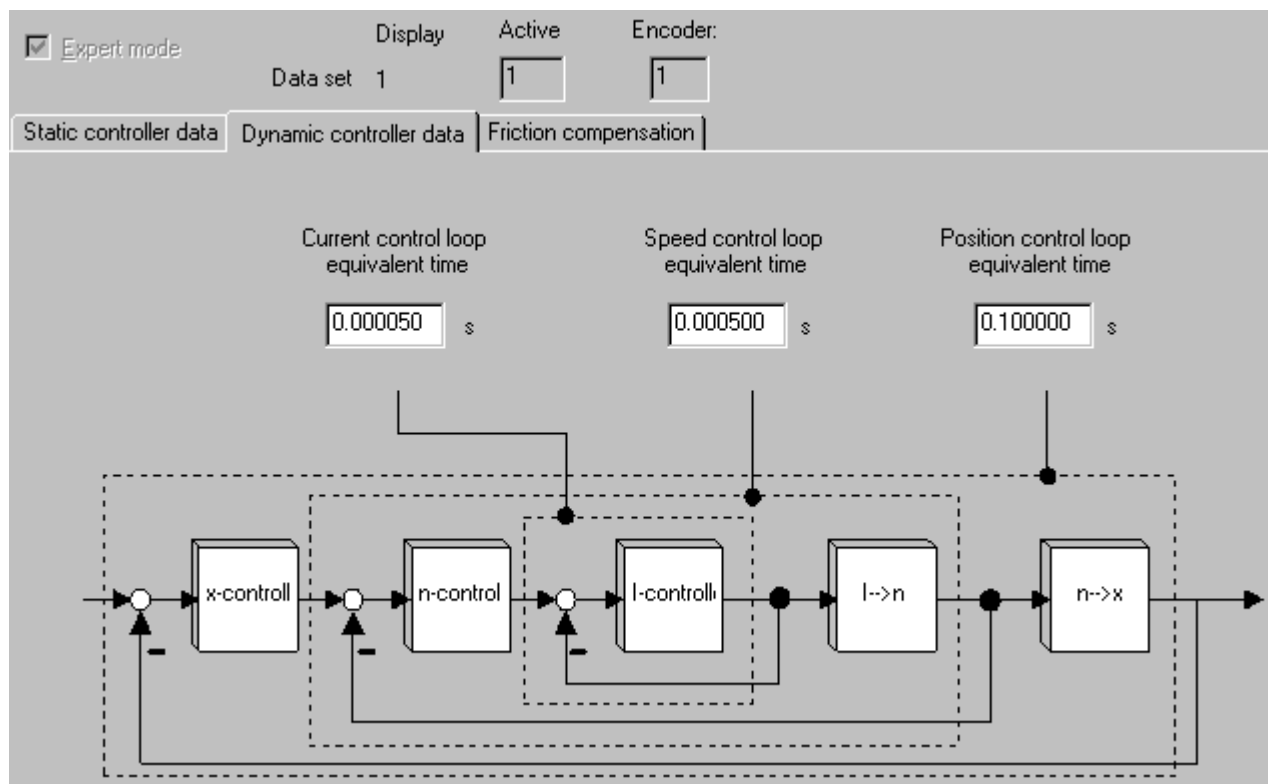 Expert mode
Display Active Encoder:
Data set 1 1 1
Static controller data Dynamic controller data Friction compensation
Current control loop equivalent time
Speed control loop equivalent time
Position control loop equivalent time
0.000050 s
0.000500 s
0.100000 s
x-controll
n-control
I-controll
I-->n
n-->x